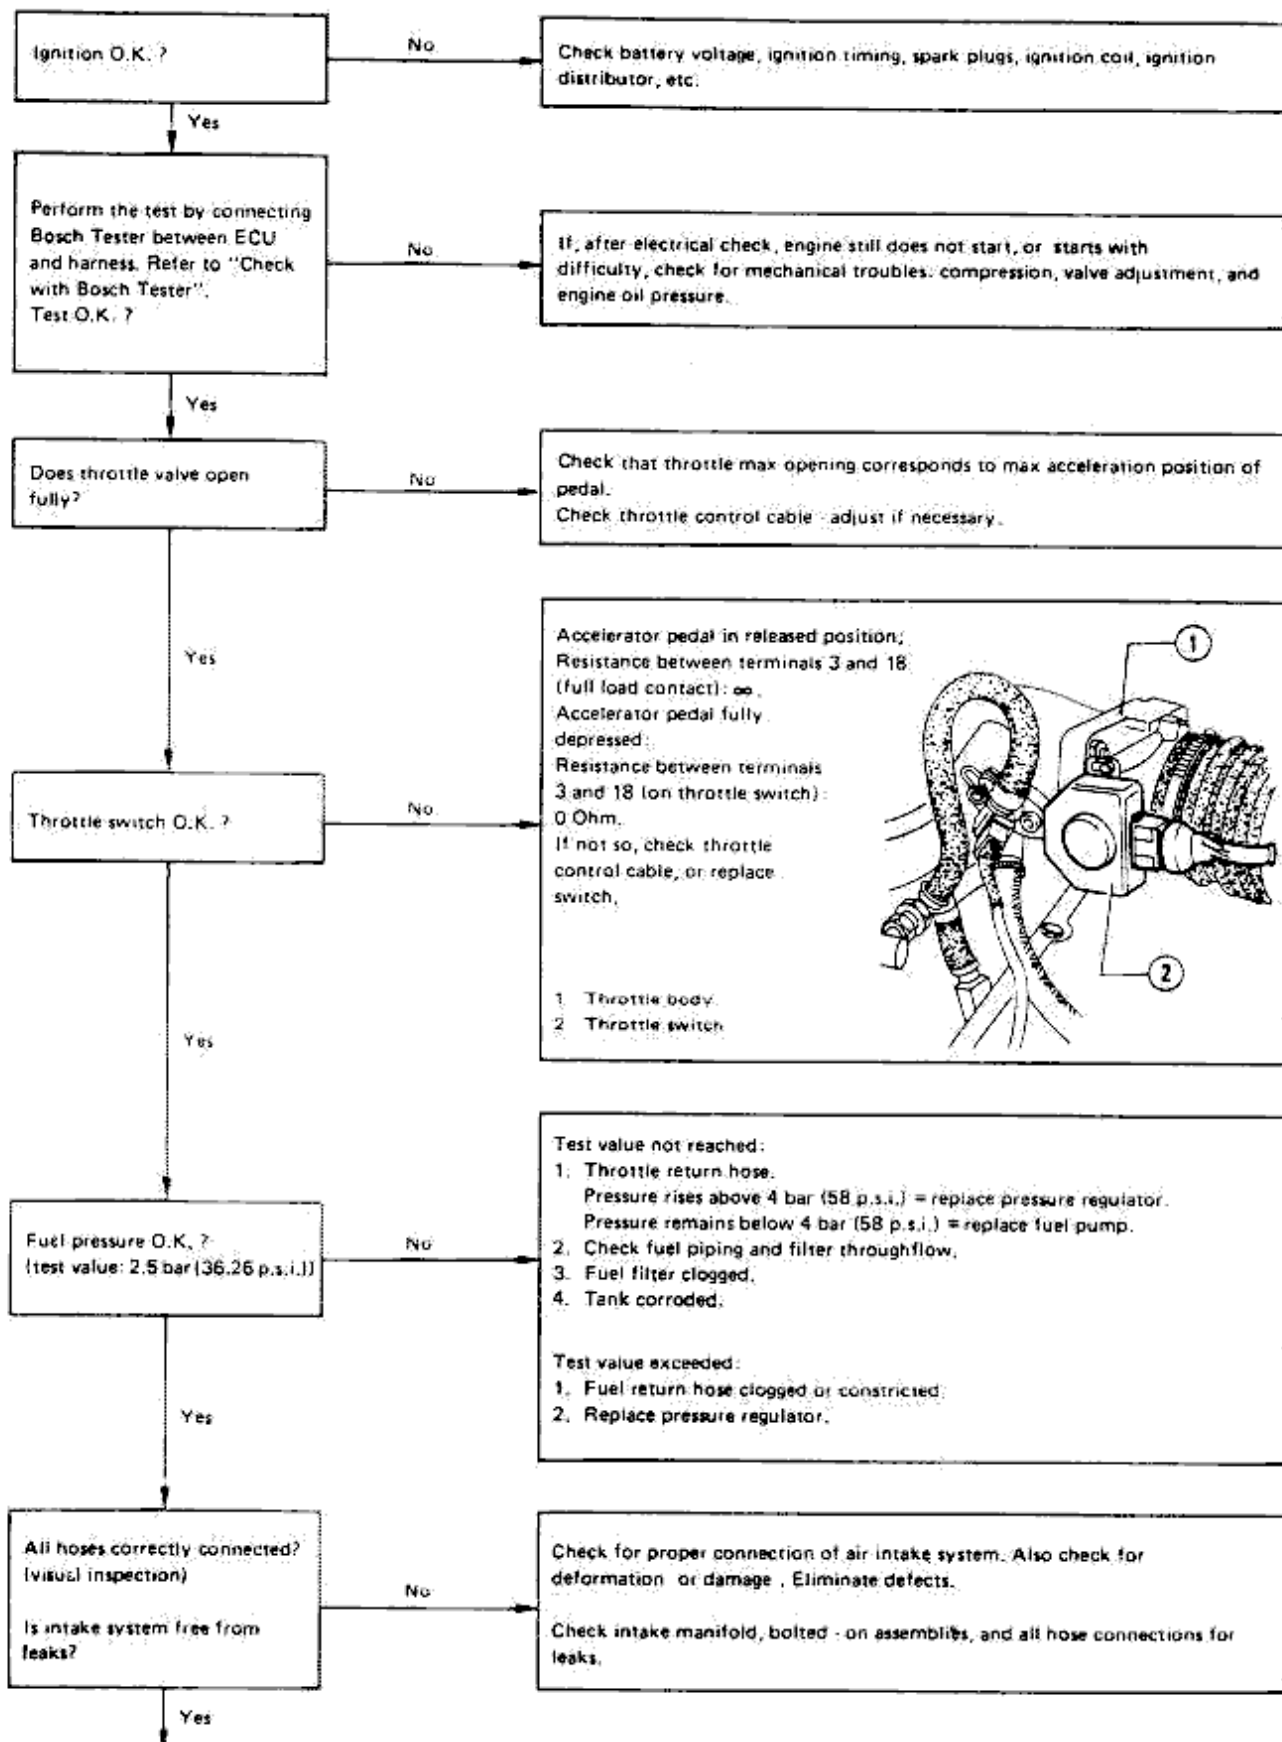 Ignition O.K. ?
No
Check battery voltage, ignition timing, spark plugs, ignition coil, ignition
distributor, etc.
Yes
Perform the test by connecting
Bosch Tester between ECU
and harness. Refer to "Check
with Bosch Tester".
Test O.K. ?
No
If, after electrical check, engine still does not start, or starts with
difficulty, check for mechanical troubles: compression, valve adjustment, and
engine oil pressure.
Yes
Does throttle valve open
fully?
No
Check that throttle max opening corresponds to max acceleration position of
pedal.
Check throttle control cable - adjust if necessary.
Yes
Throttle switch O.K. ?
No
Accelerator pedal in released position;
Resistance between terminals 3 and 18
(full load contact): ∞.
Accelerator pedal fully
depressed:
Resistance between terminals
3 and 18 (on throttle switch):
0 Ohm.
If not so, check throttle
control cable, or replace
switch.
1 Throttle body
2 Throttle switch
1
2
Yes
Fuel pressure O.K. ?
(test value: 2.5 bar (36.26 p.s.i.))
No
Test value not reached:
1. Throttle return hose.
Pressure rises above 4 bar (58 p.s.i.) = replace pressure regulator.
Pressure remains below 4 bar (58 p.s.i.) = replace fuel pump.
2. Check fuel piping and filter throughflow.
3. Fuel filter clogged.
4. Tank corroded.
Test value exceeded:
1. Fuel return hose clogged or constricted
2. Replace pressure regulator.
Yes
All hoses correctly connected?
(visual inspection)
Is intake system free from
leaks?
No
Check for proper connection of air intake system. Also check for
deformation or damage . Eliminate defects.
Check intake manifold, bolted - on assemblies, and all hose connections for
leaks.
Yes